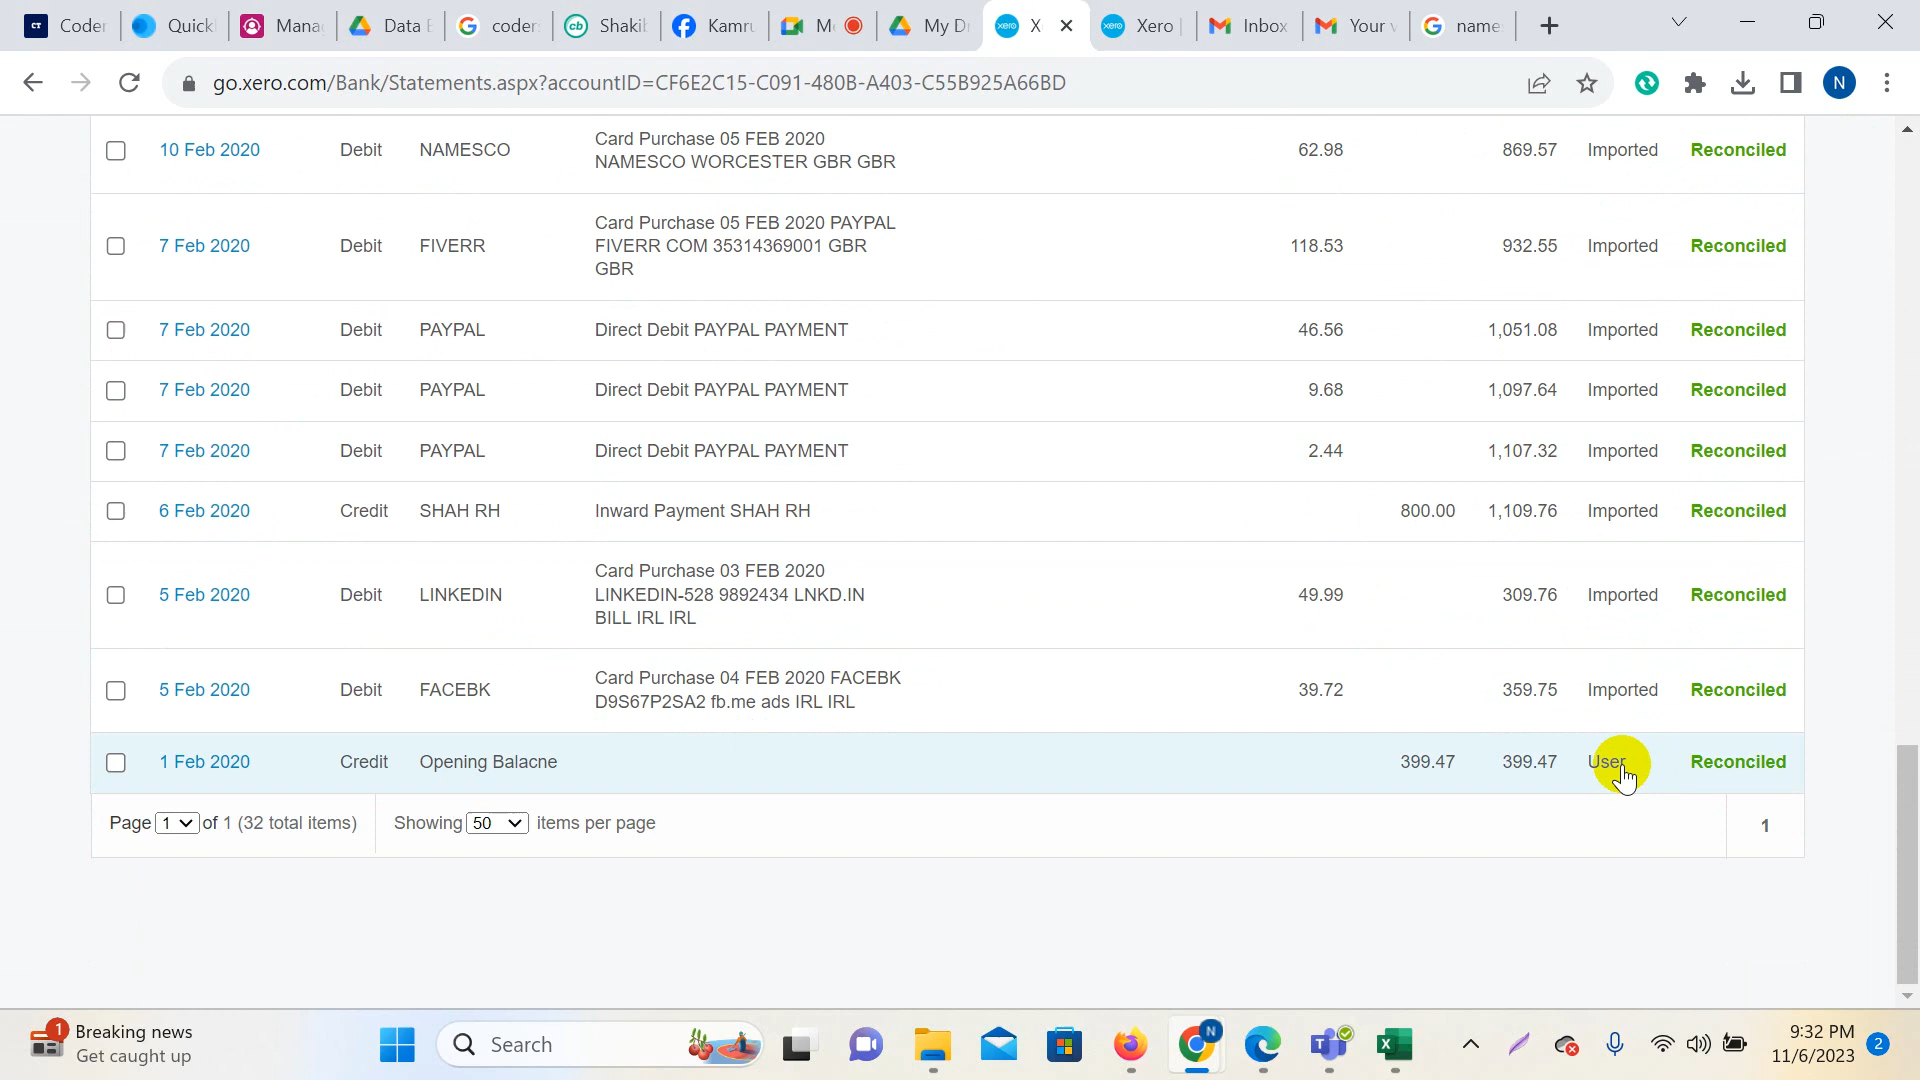 Coder
Quick
Mana
Data E
coder
Shakib
Kamru
M
My D
X
Xero |
Inbox
Your v
name
go.xero.com/Bank/Statements.aspx?accountID=CF6E2C15-C091-480B-A403-C55B925A66BD
N
10 Feb 2020 Debit NAMESCO Card Purchase 05 FEB 2020 62.98 869.57 Imported Reconciled
NAMESCO WORCESTER GBR GBR
Card Purchase 05 FEB 2020 PAYPAL
7 Feb 2020 Debit FIVERR FIVERR COM 35314369001 GBR 118.53 932.55 Imported Reconciled
GBR
7 Feb 2020 Debit PAYPAL Direct Debit PAYPAL PAYMENT 46.56 1,051.08 Imported Reconciled
7 Feb 2020 Debit PAYPAL Direct Debit PAYPAL PAYMENT 9.68 1,097.64 Imported Reconciled
7 Feb 2020 Debit PAYPAL Direct Debit PAYPAL PAYMENT 2.44 1,107.32 Imported Reconciled
6 Feb 2020 Credit SHAH RH Inward Payment SHAH RH 800.00 1,109.76 Imported Reconciled
Card Purchase 03 FEB 2020
5 Feb 2020 Debit LINKEDIN LINKEDIN-528 9892434 LNKD.IN 49.99 309.76 Imported Reconciled
BILL IRL IRL
5 Feb 2020 Debit FACEBK Card Purchase 04 FEB 2020 FACEBK 39.72 359.75 Imported Reconciled
D9S67P2SA2 fb.me ads IRL IRL
1 Feb 2020 Credit Opening Balacne 399.47 399.47 User Reconciled
Page 1 of 1 (32 total items) Showing 50 items per page 1
1 Breaking news
Get caught up
Search
N
9:32 PM
11/6/2023
2